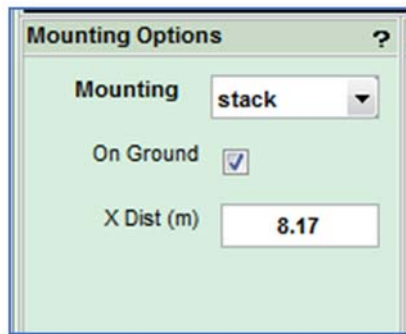 Mounting Options ?
Mounting stack
On Ground
X Dist (m) 8.17